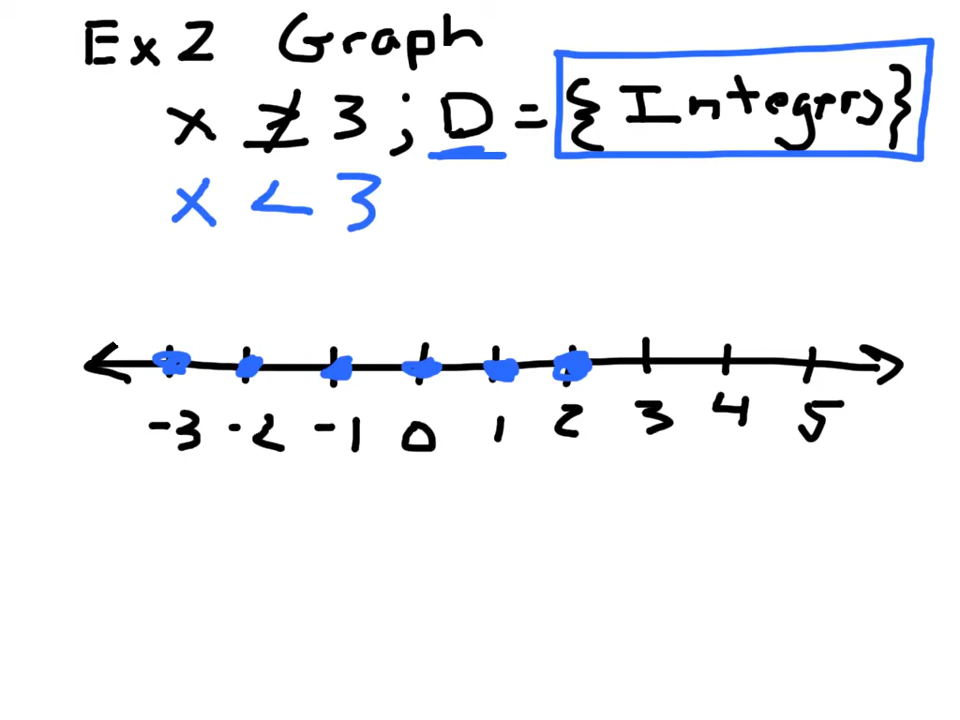 Ex 2 Graph
x ≱ 3 ; D = {Integers}
x < 3
-3 -2 -1 0 1 2 3 4 5